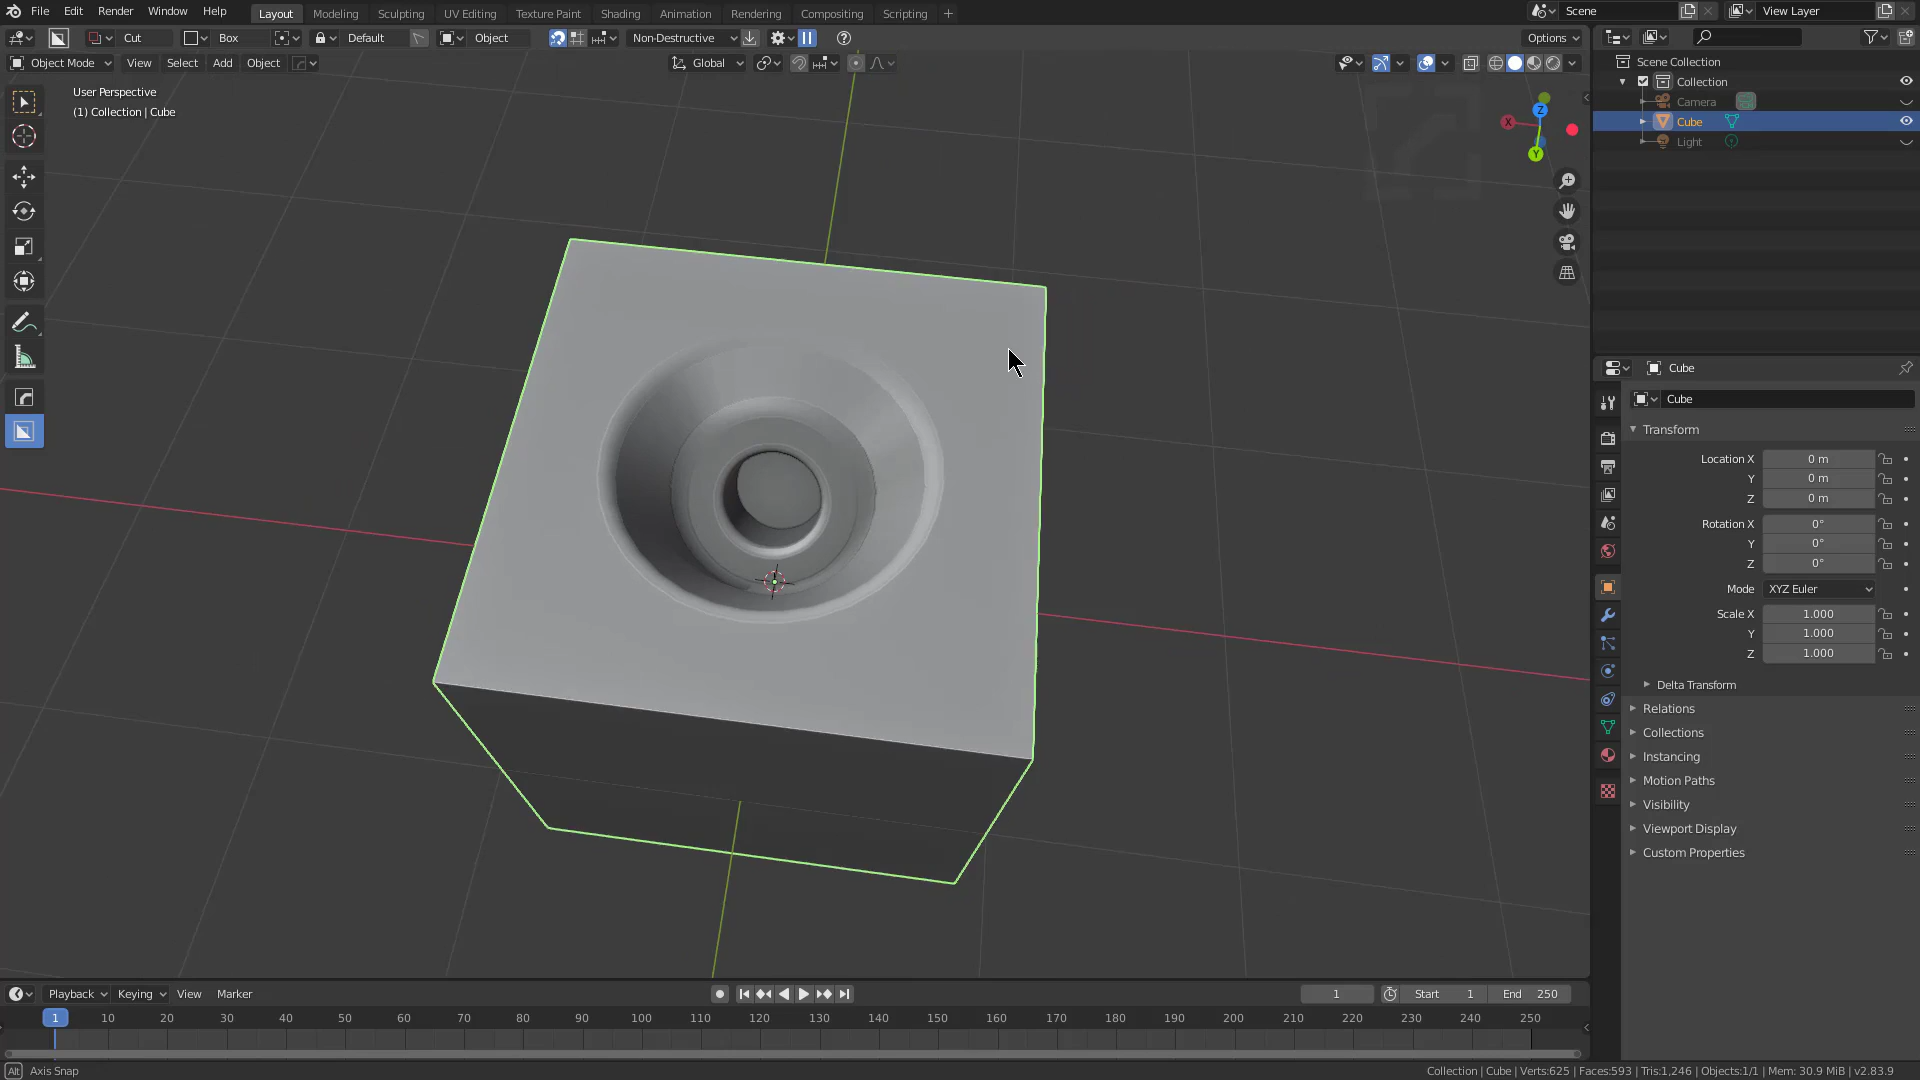 File Edit Render Window Help Layout Modeling Sculpting UV Editing Texture Paint Shading Animation Rendering Compositing Scripting + Scene View Layer
Cut Box Default Object Non-Destructive Options
Object Mode View Select Add Object Global
User Perspective
(1) Collection | Cube
X
Z
Y
Scene Collection
Collection
Camera
Cube
Light
Cube
Cube
Transform
Location X 0 m
Y 0 m
Z 0 m
Rotation X 0°
Y 0°
Z 0°
Mode XYZ Euler
Scale X 1.000
Y 1.000
Z 1.000
Delta Transform
Relations
Collections
Instancing
Motion Paths
Visibility
Viewport Display
Custom Properties
Playback Keying View Marker 1 Start 1 End 250
1 10 20 30 40 50 60 70 80 90 100 110 120 130 140 150 160 170 180 190 200 210 220 230 240 250
Alt Axis Snap Collection | Cube | Verts:625 | Faces:593 | Tris:1,246 | Objects:1/1 | Mem: 30.9 MiB | v2.83.9